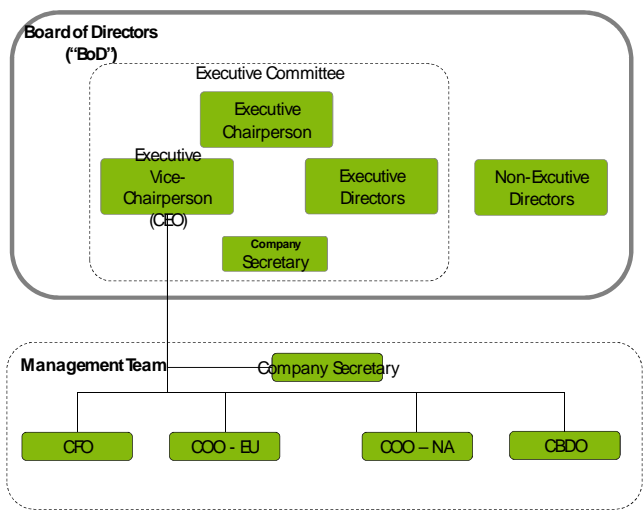 Board of Directors
(“BoD”)
Executive Committee
Executive
Chairperson
Executive
Vice-
Chairperson
(CEO)
Executive
Directors
Non-Excutive
Directors
Company
Secretary
Management Team
Company Secretary
CFO
COO - EU
COO – NA
CBDO